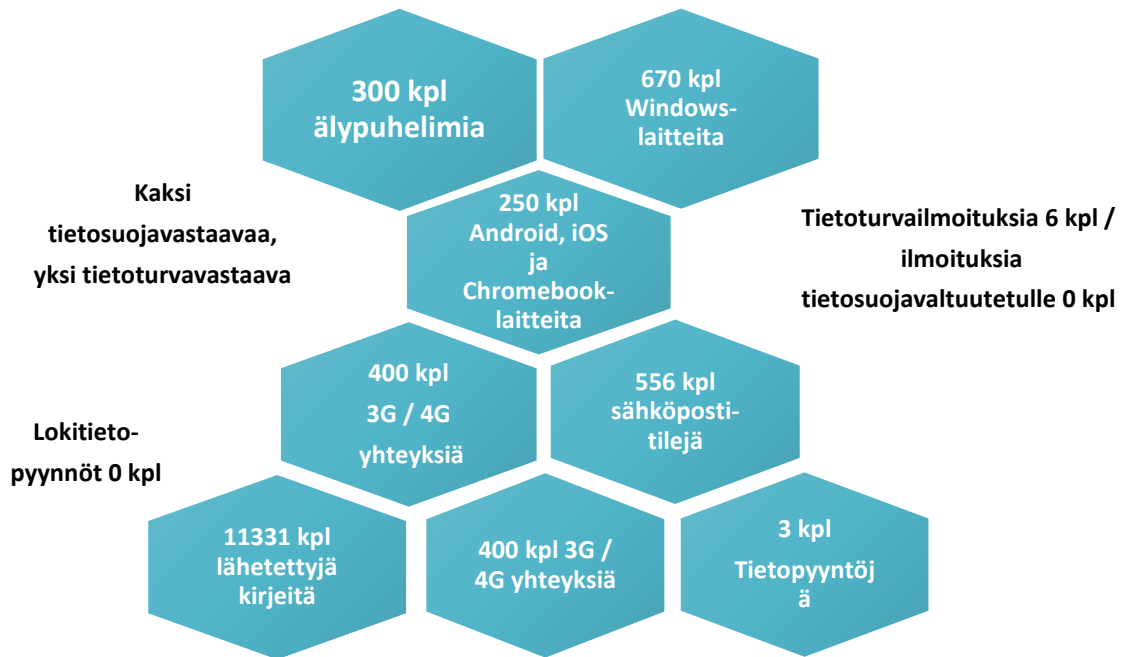 300 kpl
älypuhelimia
670 kpl
Windows-
laitteita
Kaksi
tietosuojavastaavaa,
yksi tietoturvavastaava
250 kpl
Android, iOS
ja
Chromebook-
laitteita
Tietoturvailmoituksia 6 kpl /
ilmoituksia
tietosuojavaltuutetulle 0 kpl
400 kpl
3G / 4G
yhteyksiä
556 kpl
sähköposti-
tilejä
Lokitieto-
pyynnöt 0 kpl
11331 kpl
lähetettyjä
kirjeitä
400 kpl 3G /
4G yhteyksiä
3 kpl
Tietopyyntöj
ä